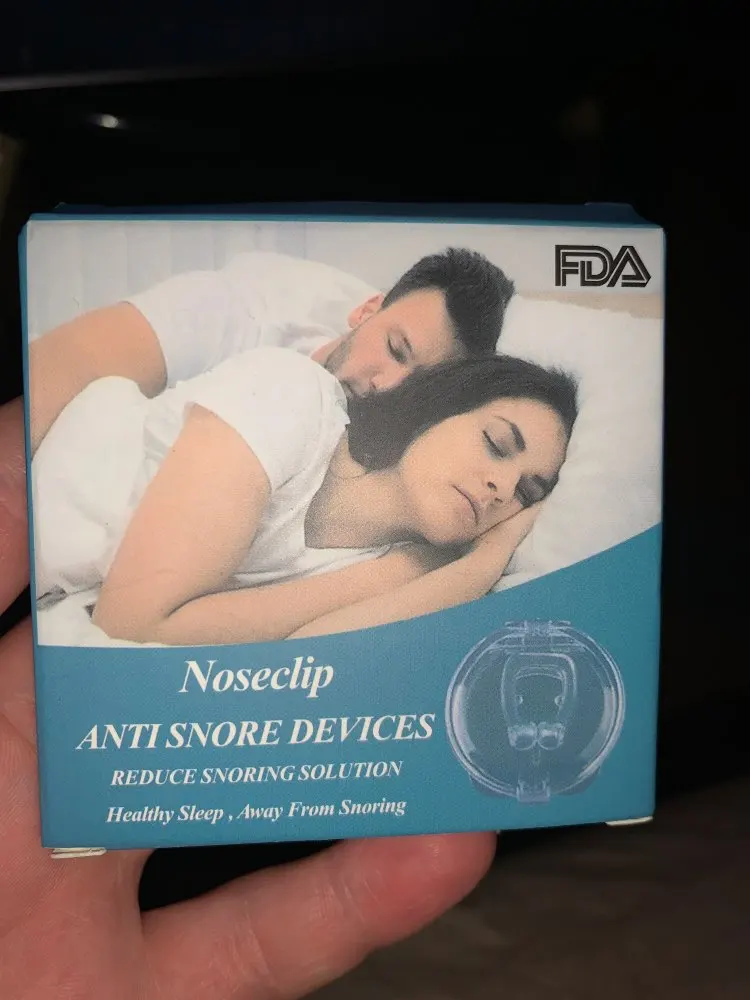 FDA
Noseclip
ANTI SNORE DEVICES
REDUCE SNORING SOLUTION
Healthy Sleep , Away From Snoring